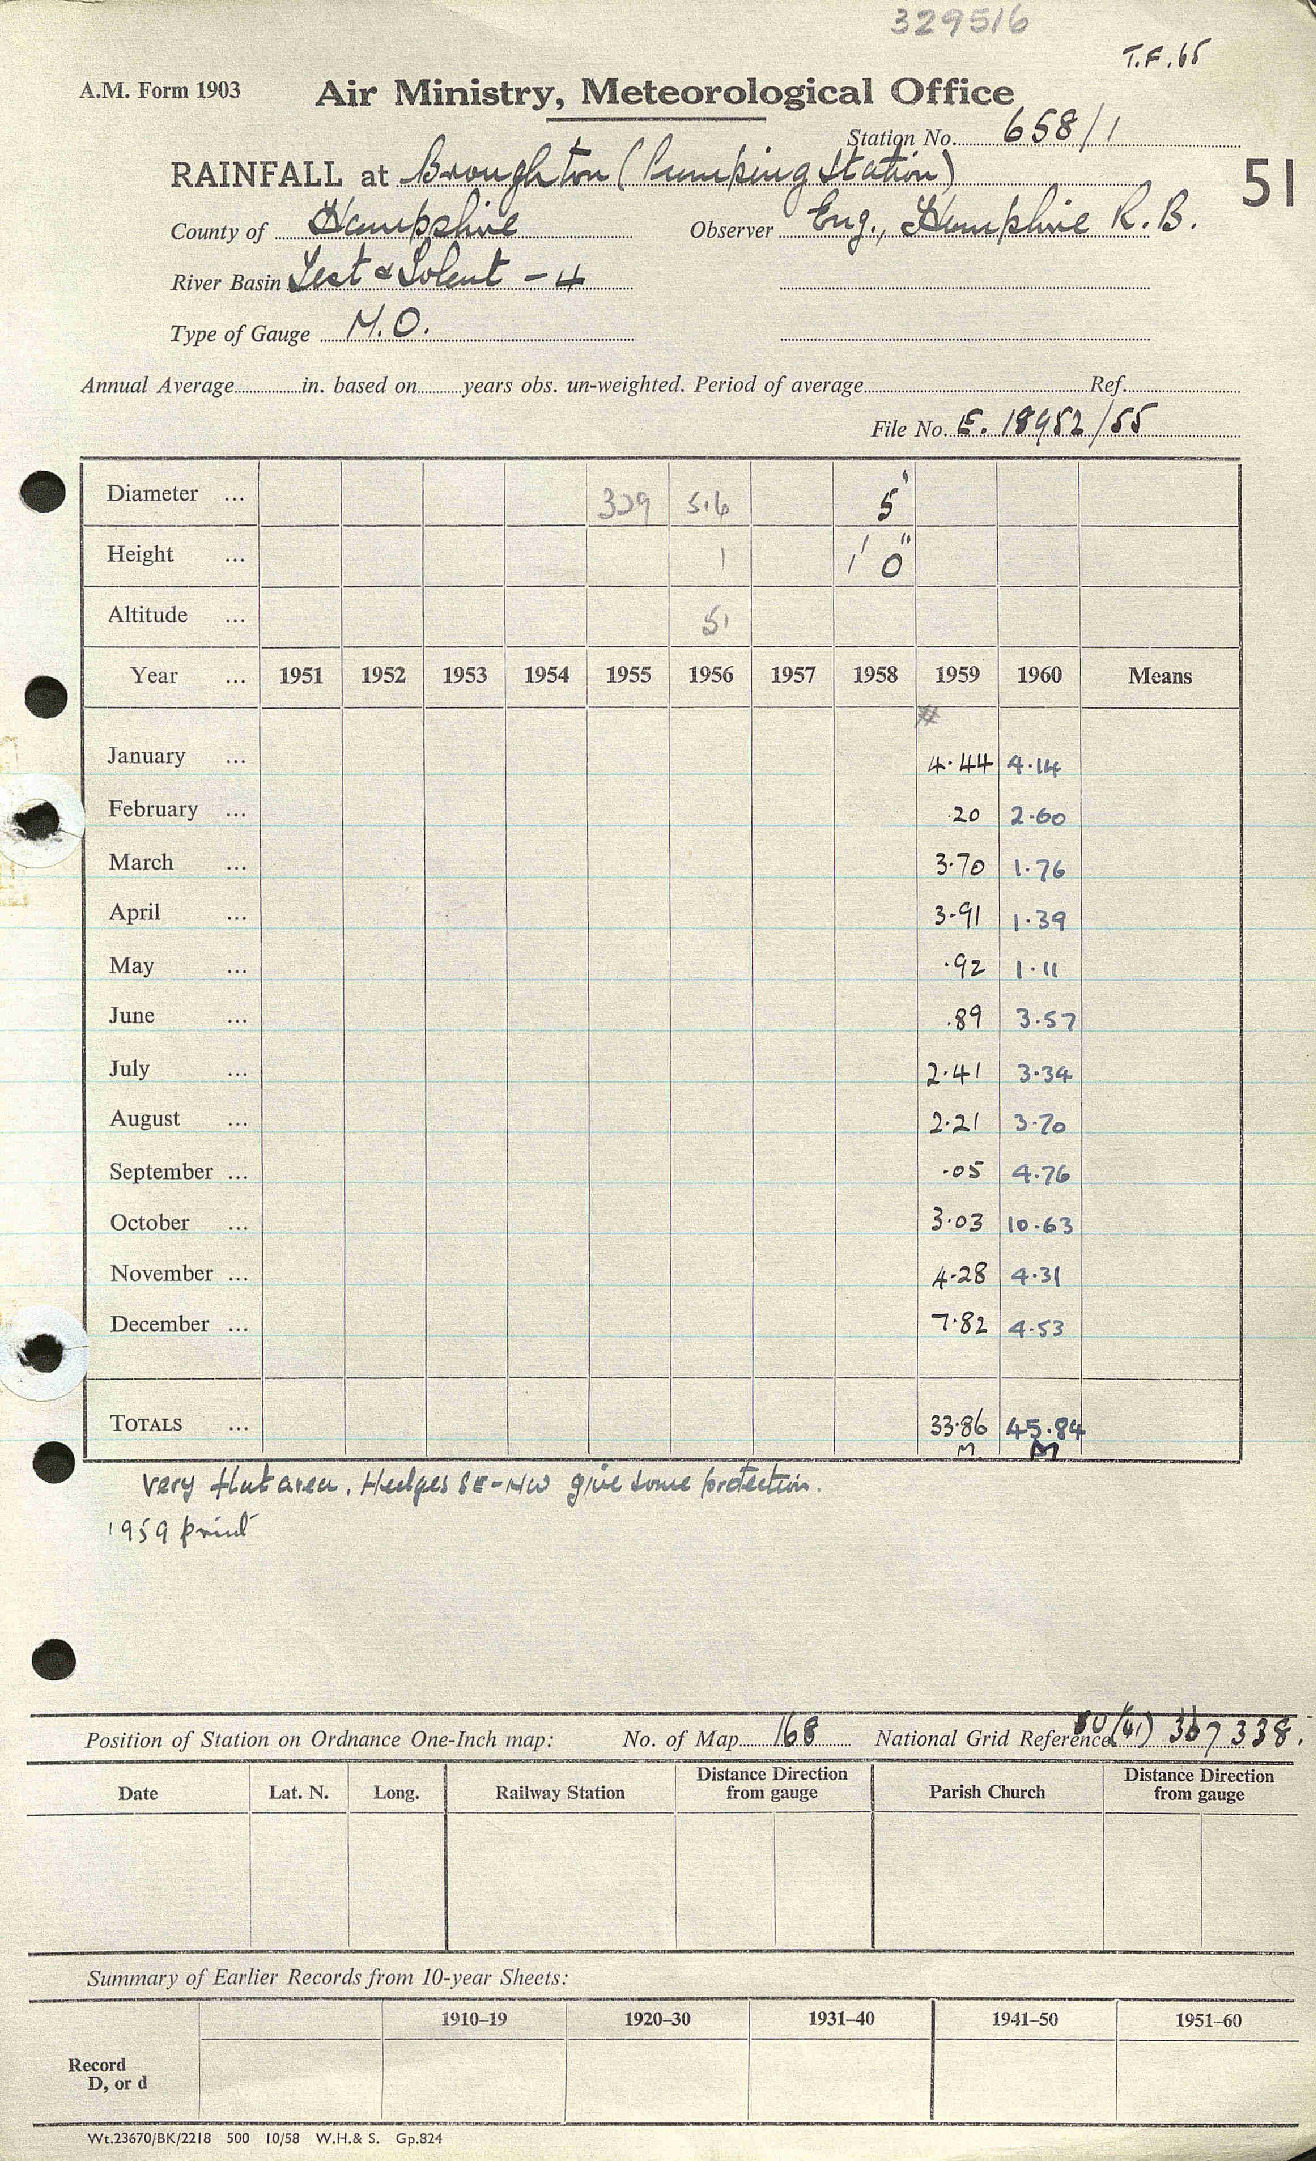 329516
T.F.65
A.M. Form 1903 Air Ministry, Meteorological Office
Station No. 658/1
RAINFALL at Broughton (Pumping Station) 51
County of Hampshire Observer Eng., Hampshire R.B.
River Basin Test & Solent - 4
Type of Gauge M.O.
Annual Average in. based on years obs. un-weighted. Period of average Ref.
File No. E. 18952/55
Diameter ... 329 516 5"
Height ... 1 1' 0"
Altitude ... 51
Year ... 1951 1952 1953 1954 1955 1956 1957 1958 1959 1960 Means
#
January ... 4.44 4.14
February ... .20 2.60
March ... 3.70 1.76
April ... 3.91 1.39
May ... .92 1.11
June ... .89 3.57
July ... 2.41 3.34
August ... 2.21 3.70
September ... .05 4.76
October ... 3.03 10.63
November ... 4.28 4.31
December ... 7.82 4.53
TOTALS ... 33.86 45.84
M M
Very flat area. Hedges SE-NW give some protection.
1959 print
Position of Station on Ordnance One-Inch map: No. of Map 168 National Grid Reference SU (41) 307 338.
Date Lat. N. Long. Railway Station Distance Direction from gauge Parish Church Distance Direction from gauge
Summary of Earlier Records from 10-year Sheets:
1910–19 1920–30 1931–40 1941–50 1951–60
Record
D, or d
Wt.23670/BK/2218 500 10/58 W.H.& S. Gp.824